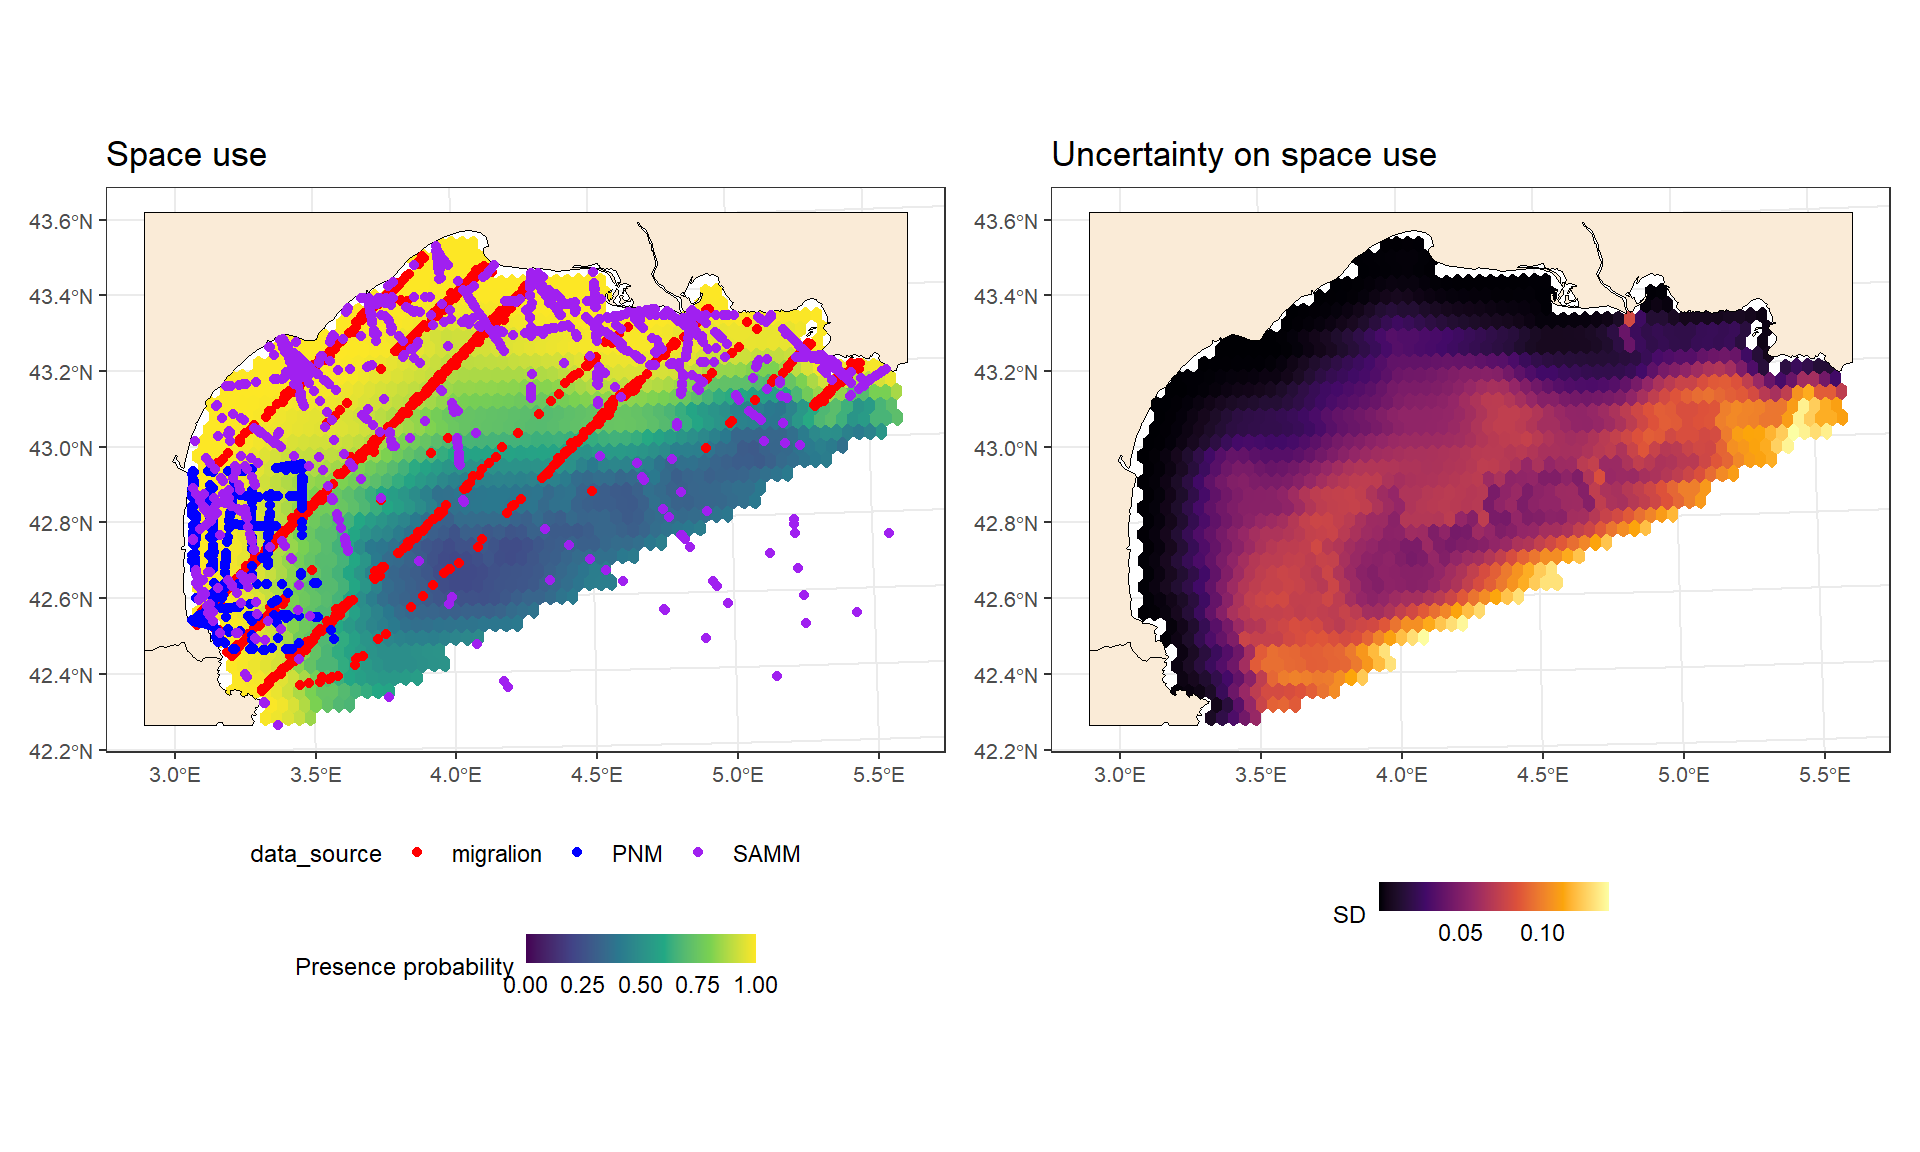 Space use
43.6°N
43.4°N
43.2°N
43.0°N
42.8°N
42.6°N
42.4°N
42.2°N
3.0°E 3.5°E 4.0°E 4.5°E 5.0°E 5.5°E
data_source migralion PNM SAMM
Presence probability
0.00 0.25 0.50 0.75 1.00
Uncertainty on space use
43.6°N
43.4°N
43.2°N
43.0°N
42.8°N
42.6°N
42.4°N
42.2°N
3.0°E 3.5°E 4.0°E 4.5°E 5.0°E 5.5°E
SD
0.05 0.10